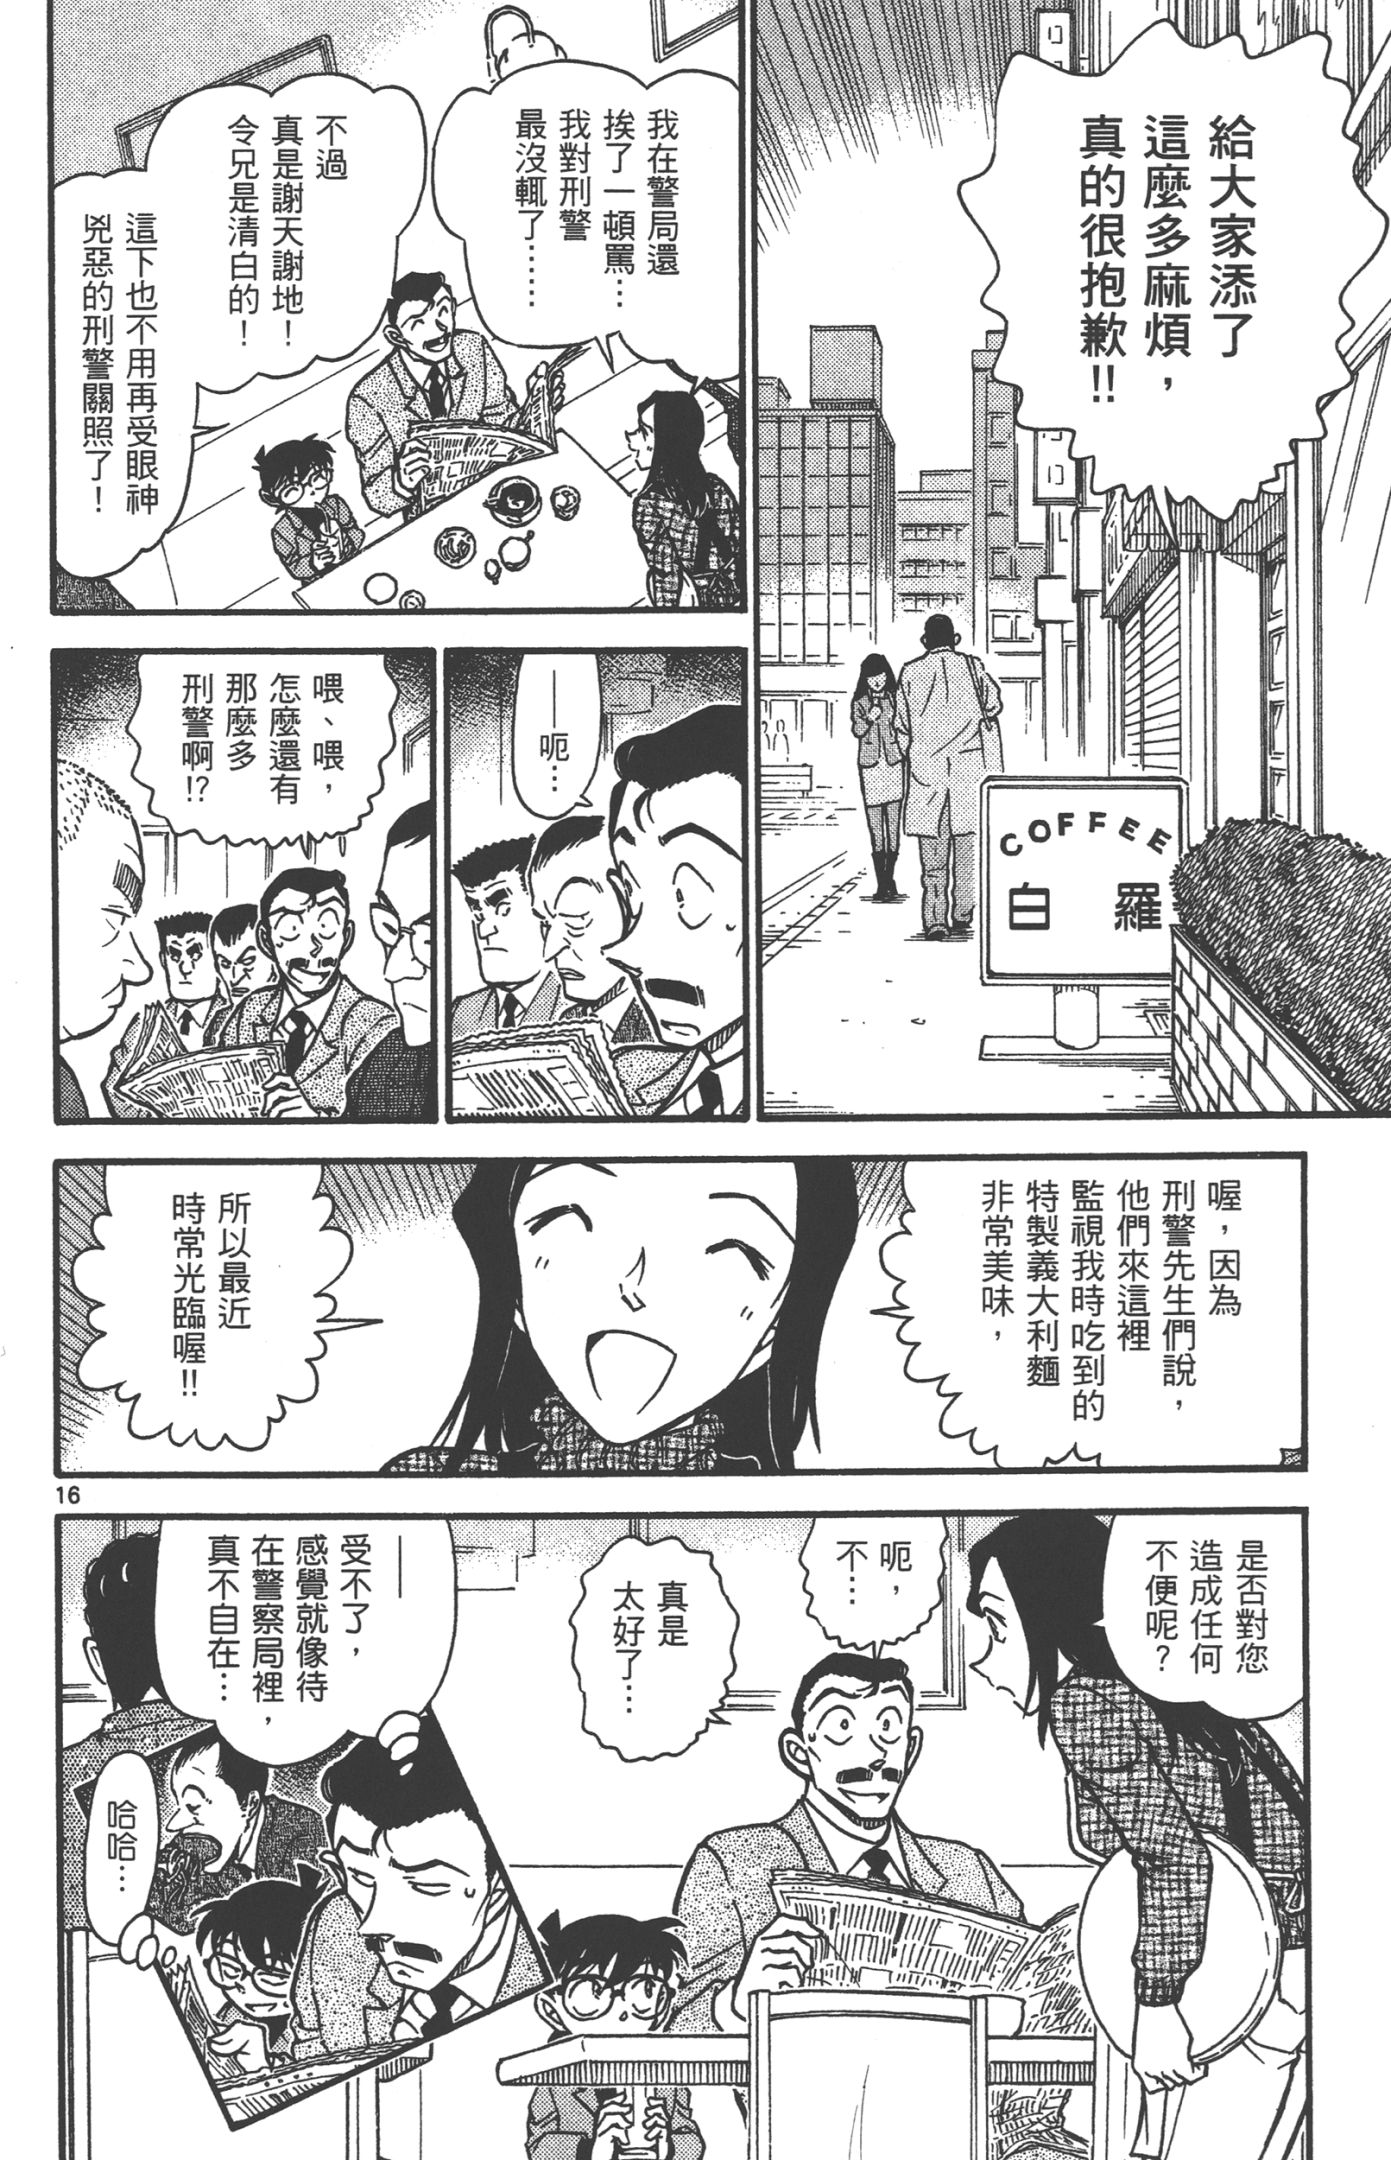 給大家添了
這麼多麻煩，
真的很抱歉!!
COFFEE
白羅
我在警局還
挨了一頓罵…
我對刑警
最沒輒了……
不過
真是謝天謝地！
令兄是清白的！
這下也不用再受眼神
兇惡的刑警關照了！
——呃…
喂、喂，
怎麼還有
那麼多
刑警啊!?
喔，因為
刑警先生們說，
他們來這裡
監視我時吃到的
特製義大利麵
非常美味，
所以最近
時常光臨喔!!
16
是否對您
造成任何
不便呢？
呃，
不…
真是
太好了…
——
受不了，
感覺就像待
在警察局裡，
真不自在…
哈哈…